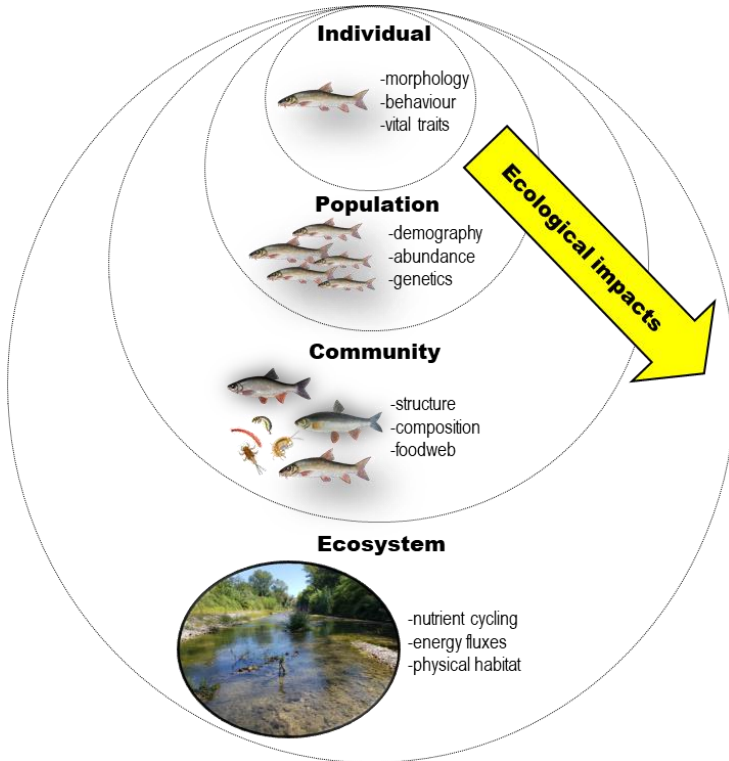 Individual
-morphology
-behaviour
-vital traits
Ecological impacts
Population
-demography
-abundance
-genetics
Community
-structure
-composition
-foodweb
Ecosystem
-nutrient cycling
-energy fluxes
-physical habitat